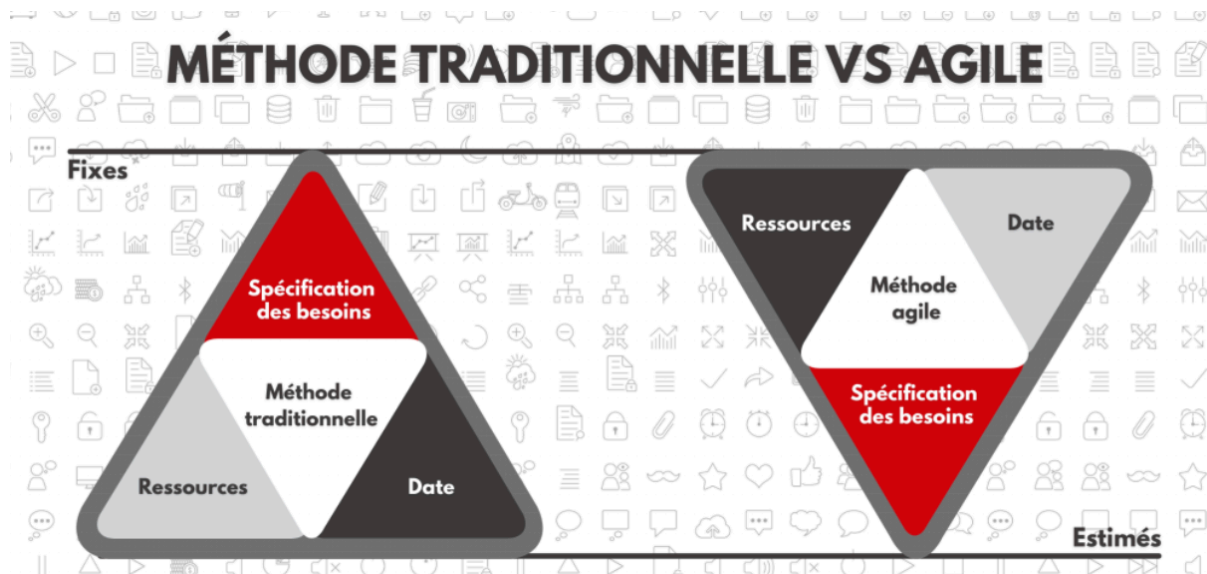 MÉTHODE TRADITIONNELLE VS AGILE
Fixes
Spécification
des besoins
Méthode
traditionnelle
Ressources
Date
Ressources
Date
Méthode
agile
Spécification
des besoins
Estimés